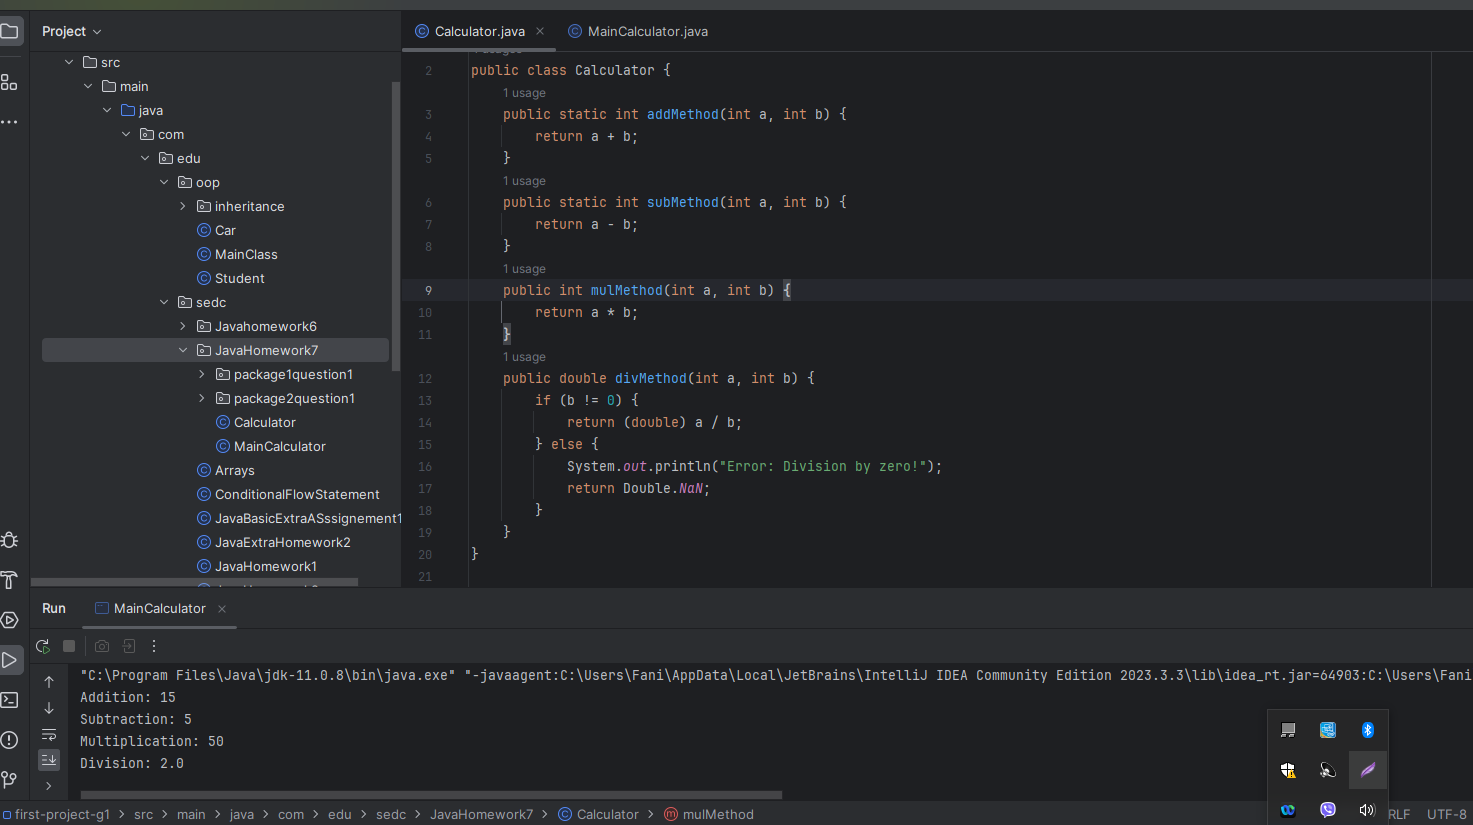 Project
Calculator.java
MainCalculator.java
src
main
java
com
edu
oop
inheritance
Car
MainClass
Student
sedc
Javahomework6
JavaHomework7
package1question1
package2question1
Calculator
MainCalculator
Arrays
ConditionalFlowStatement
JavaBasicExtraASssignement1
JavaExtraHomework2
JavaHomework1
2 public class Calculator {
1 usage
3 public static int addMethod(int a, int b) {
4 return a + b;
5 }
1 usage
6 public static int subMethod(int a, int b) {
7 return a - b;
8 }
1 usage
9 public int mulMethod(int a, int b) {
10 return a * b;
11 }
1 usage
12 public double divMethod(int a, int b) {
13 if (b != 0) {
14 return (double) a / b;
15 } else {
16 System.out.println("Error: Division by zero!");
17 return Double.NaN;
18 }
19 }
20 }
21
Run MainCalculator
"C:\Program Files\Java\jdk-11.0.8\bin\java.exe" "-javaagent:C:\Users\Fani\AppData\Local\JetBrains\IntelliJ IDEA Community Edition 2023.3.3\lib\idea_rt.jar=64903:C:\Users\Fani
Addition: 15
Subtraction: 5
Multiplication: 50
Division: 2.0
first-project-g1 > src > main > java > com > edu > sedc > JavaHomework7 > Calculator > mulMethod
RLF UTF-8